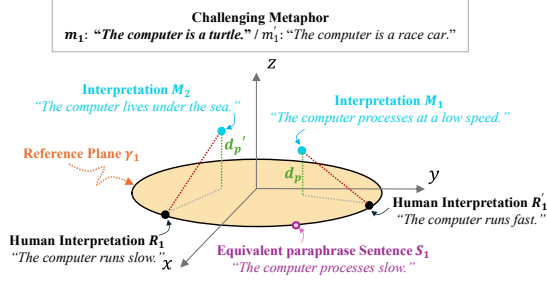 Challenging Metaphor
m₁: “The computer is a turtle.” / m₁′: “The computer is a race car.”
z
Interpretation M₂
“The computer lives under the sea.”
Interpretation M₁
“The computer processes at a low speed.”
dₚ′
Reference Plane γ₁
dₚ
y
Human Interpretation R₁′
“The computer runs fast.”
Human Interpretation R₁
“The computer runs slow.”
x
Equivalent paraphrase Sentence S₁
“The computer processes slow.”